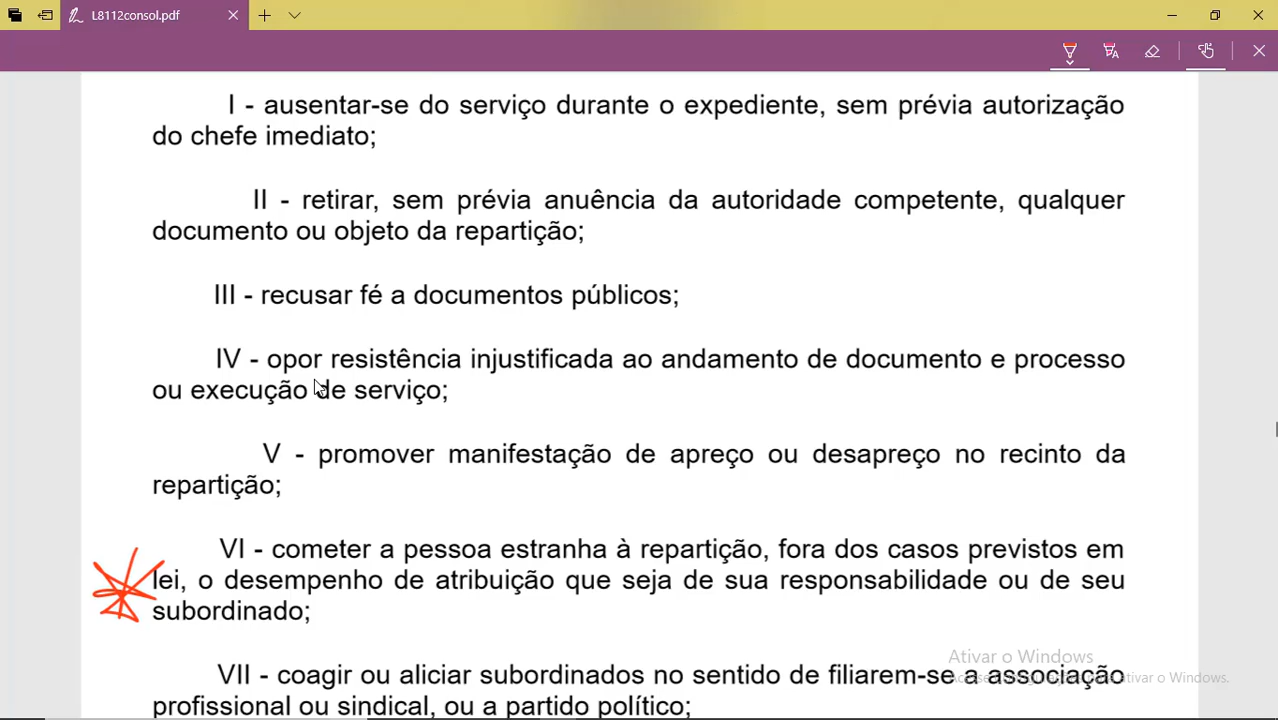 L8112consol.pdf
I - ausentar-se do serviço durante o expediente, sem prévia autorização
do chefe imediato;
II - retirar, sem prévia anuência da autoridade competente, qualquer
documento ou objeto da repartição;
III - recusar fé a documentos públicos;
IV - opor resistência injustificada ao andamento de documento e processo
ou execução de serviço;
V - promover manifestação de apreço ou desapreço no recinto da
repartição;
VI - cometer a pessoa estranha à repartição, fora dos casos previstos em
lei, o desempenho de atribuição que seja de sua responsabilidade ou de seu
subordinado;
Ativar o Windows
VII - coagir ou aliciar subordinados no sentido de filiarem-se a associação
ativar o Windows.
profissional ou sindical, ou a partido político;